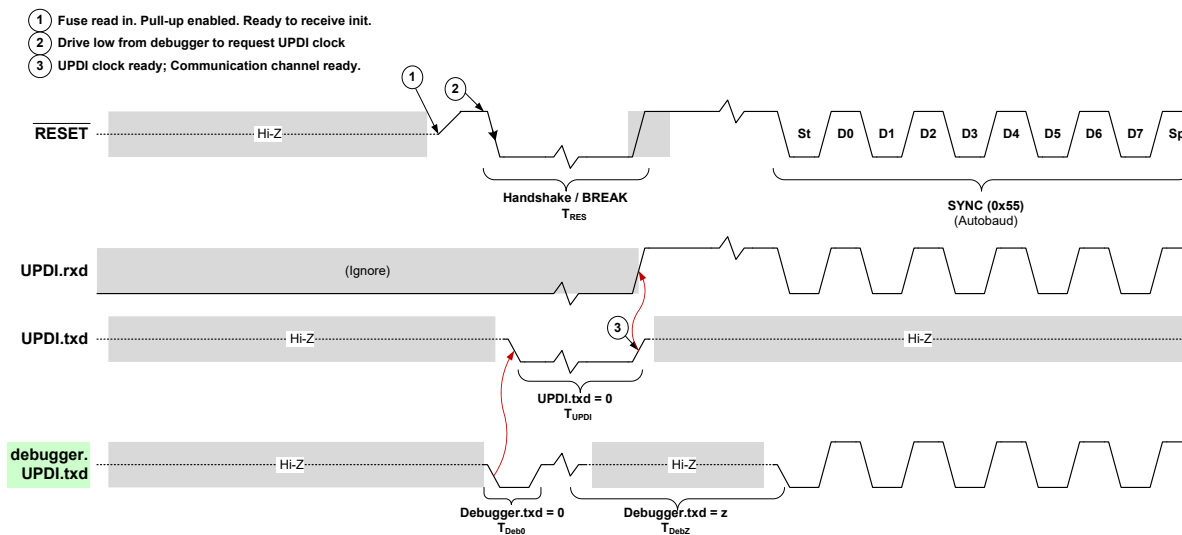 1 Fuse read in. Pull-up enabled. Ready to receive init.
2 Drive low from debugger to request UPDI clock
3 UPDI clock ready; Communication channel ready.
1
2
RESET
Hi-Z
St D0 D1 D2 D3 D4 D5 D6 D7 Sp
Handshake / BREAK
TRES
SYNC (0x55)
(Autobaud)
UPDI.rxd
(Ignore)
3
UPDI.txd
Hi-Z
Hi-Z
UPDI.txd = 0
TUPDI
debugger.
UPDI.txd
Hi-Z
Hi-Z
Debugger.txd = 0
TDeb0
Debugger.txd = z
TDebZ